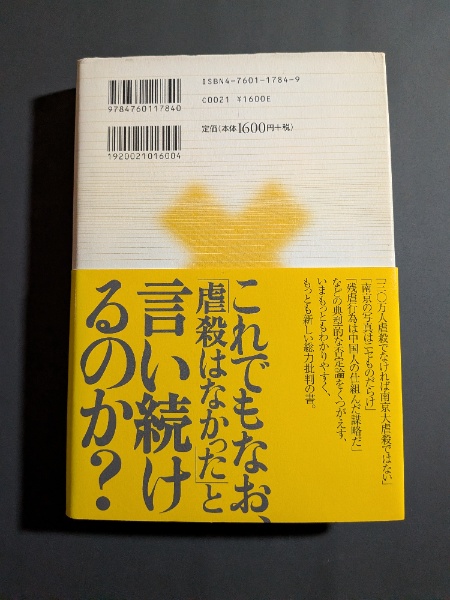 ISBN4-7601-1784-9
C0021 ¥1600E
9784760117840
定価(本体1600円+税)
1920021016004
「三〇万人虐殺でなければ南京大虐殺ではない」
「南京の写真はニセものだらけ」
「残虐行為は中国人の仕組んだ謀略だ」
などの典型的な否定論をくつがえす、
いまもっともわかりやすく、
もっとも新しい総力批判の書。
これでもなお、
「虐殺はなかった」と
言い続け
るのか?